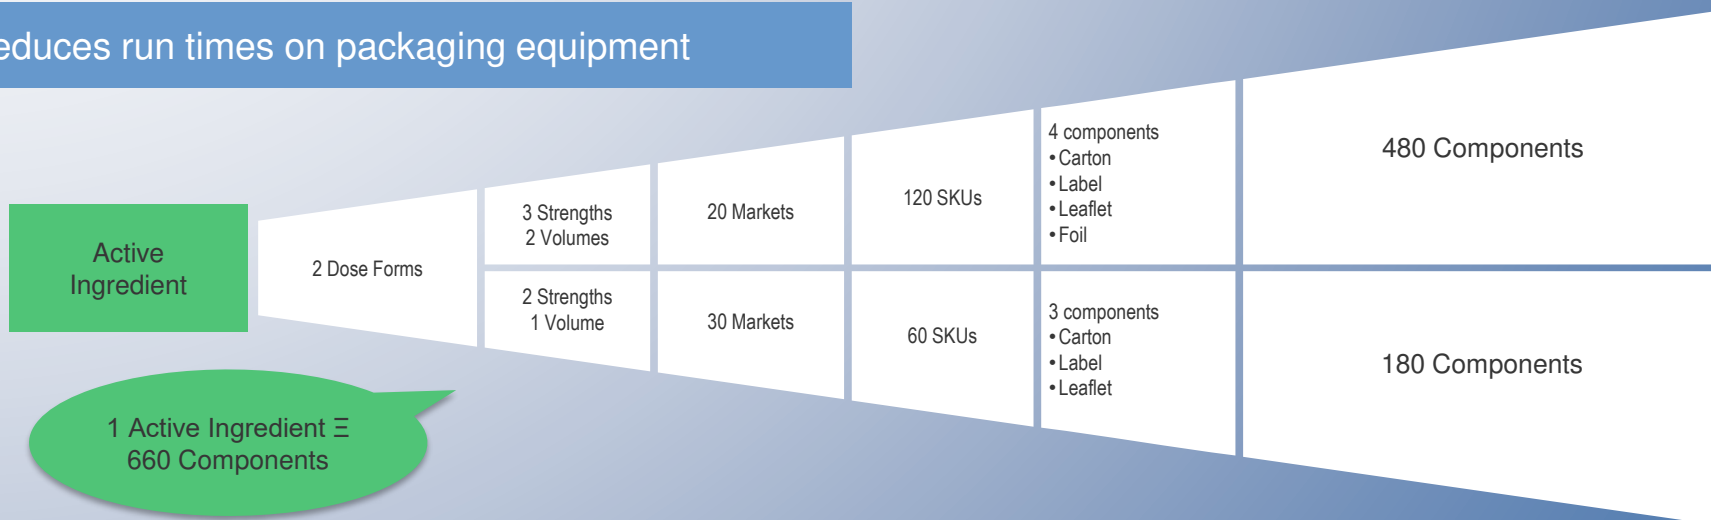 educes run times on packaging equipment
Active
Ingredient
2 Dose Forms
3 Strengths
2 Volumes
20 Markets
120 SKUs
4 components
• Carton
• Label
• Leaflet
• Foil
480 Components
2 Strengths
1 Volume
30 Markets
60 SKUs
3 components
• Carton
• Label
• Leaflet
180 Components
1 Active Ingredient Ξ
660 Components